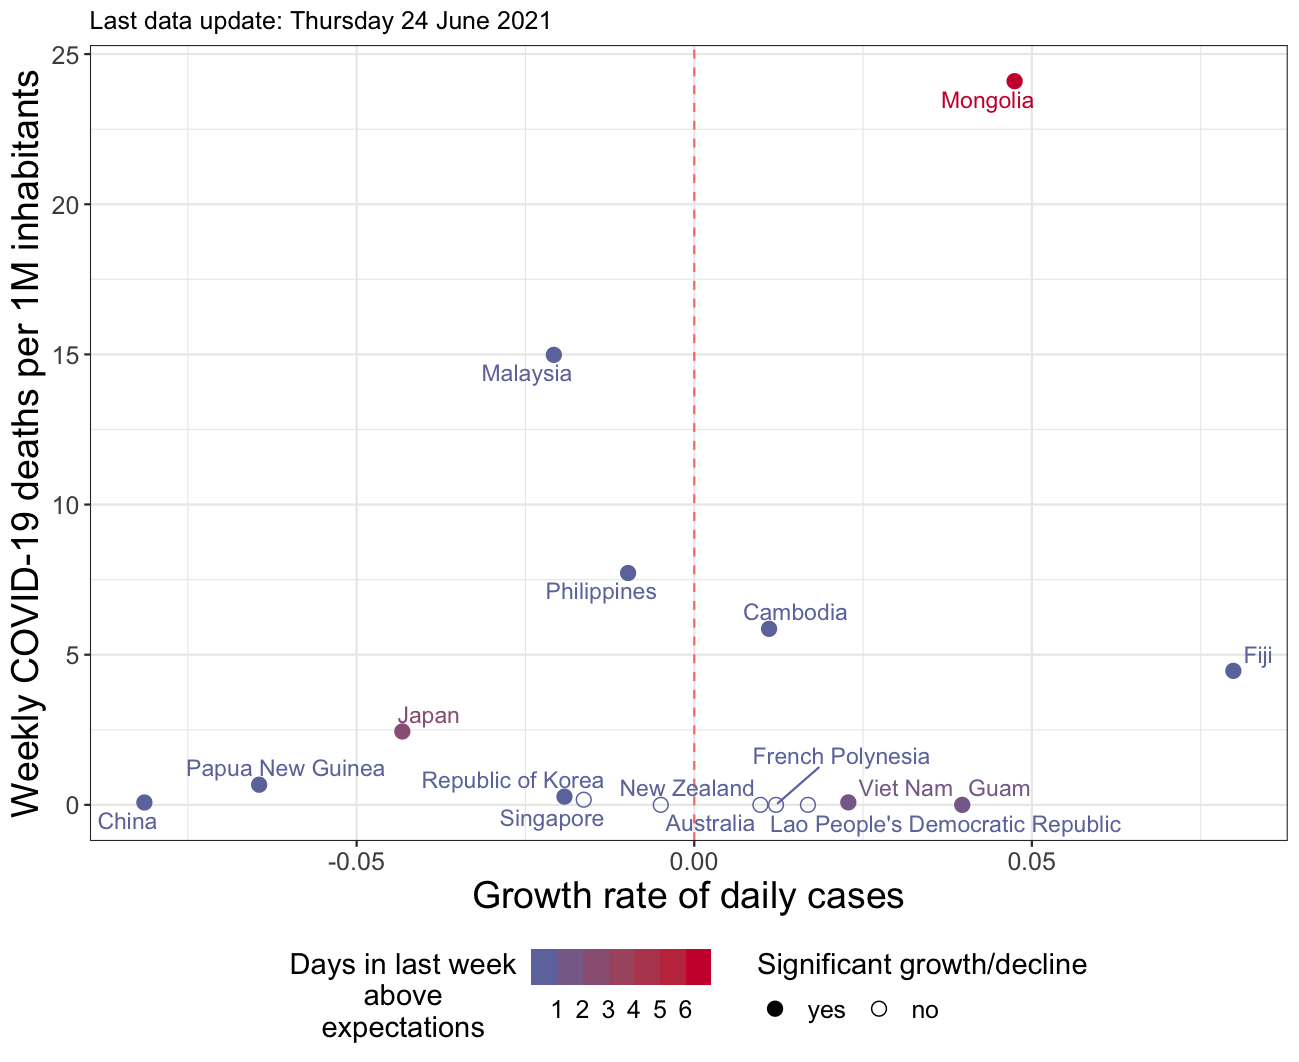 Last data update: Thursday 24 June 2021
Weekly COVID-19 deaths per 1M inhabitants
25
20
15
10
5
0
Mongolia
Malaysia
Philippines
Cambodia
Fiji
Japan
French Polynesia
Papua New Guinea
Republic of Korea
New Zealand
Viet Nam
Guam
China
Singapore
Australia
Lao People's Democratic Republic
-0.05
0.00
0.05
Growth rate of daily cases
Days in last week
above
expectations
1 2 3 4 5 6
Significant growth/decline
yes
no